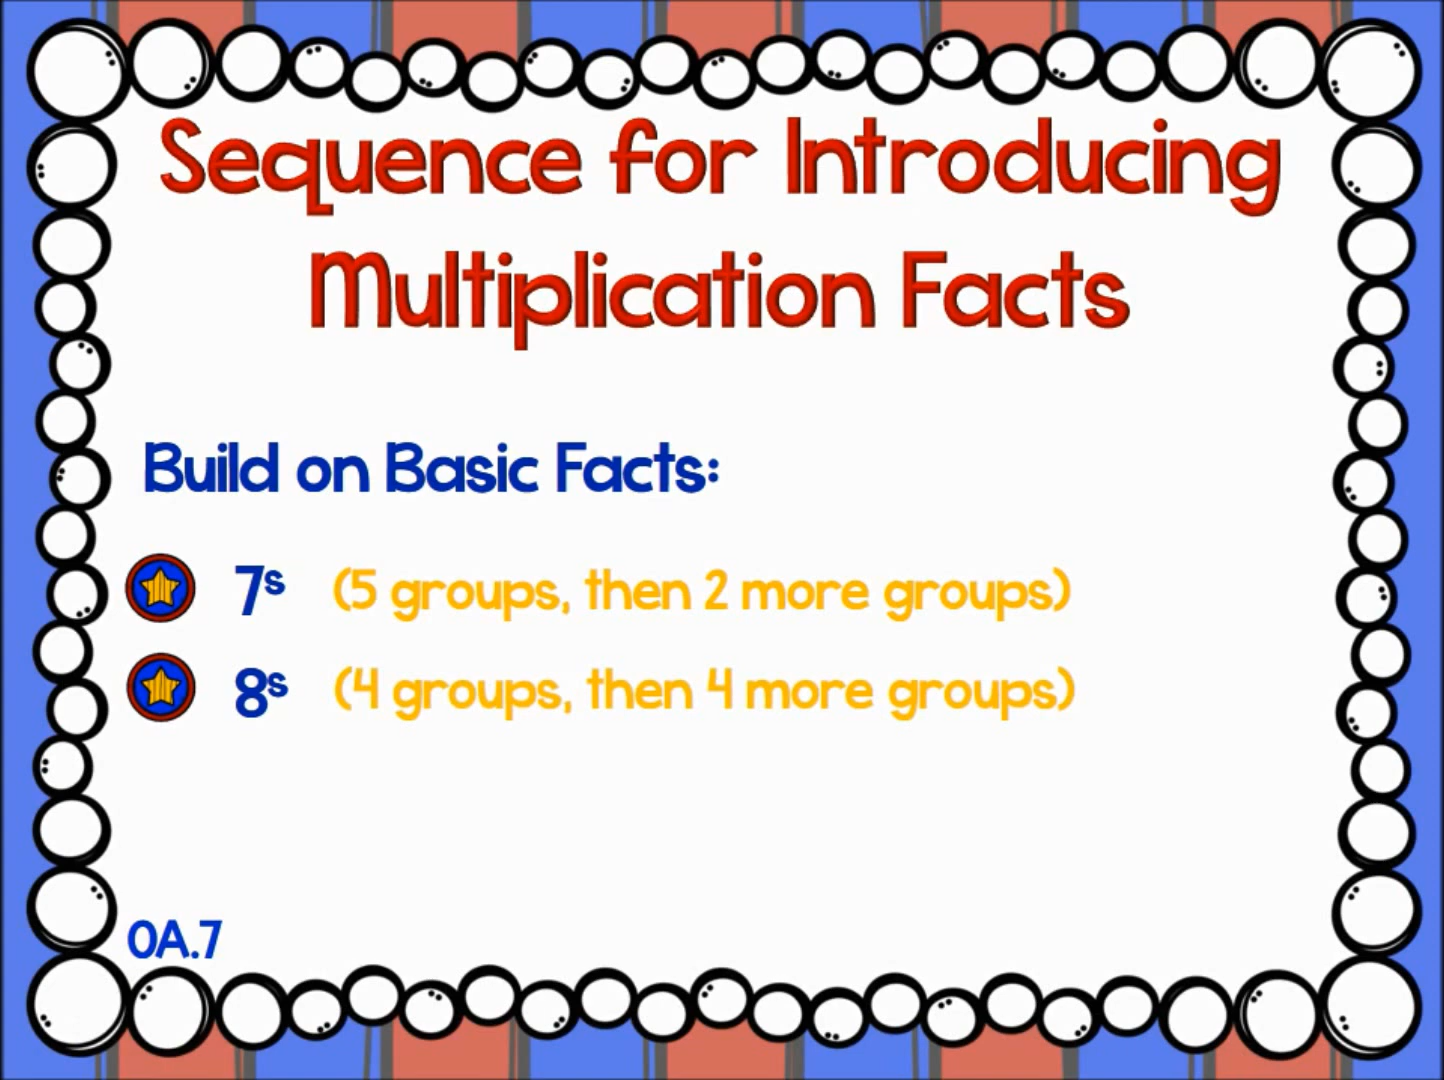 Sequence for Introducing
Multiplication Facts
Build on Basic Facts:
7s (5 groups, then 2 more groups)
8s (4 groups, then 4 more groups)
OA.7